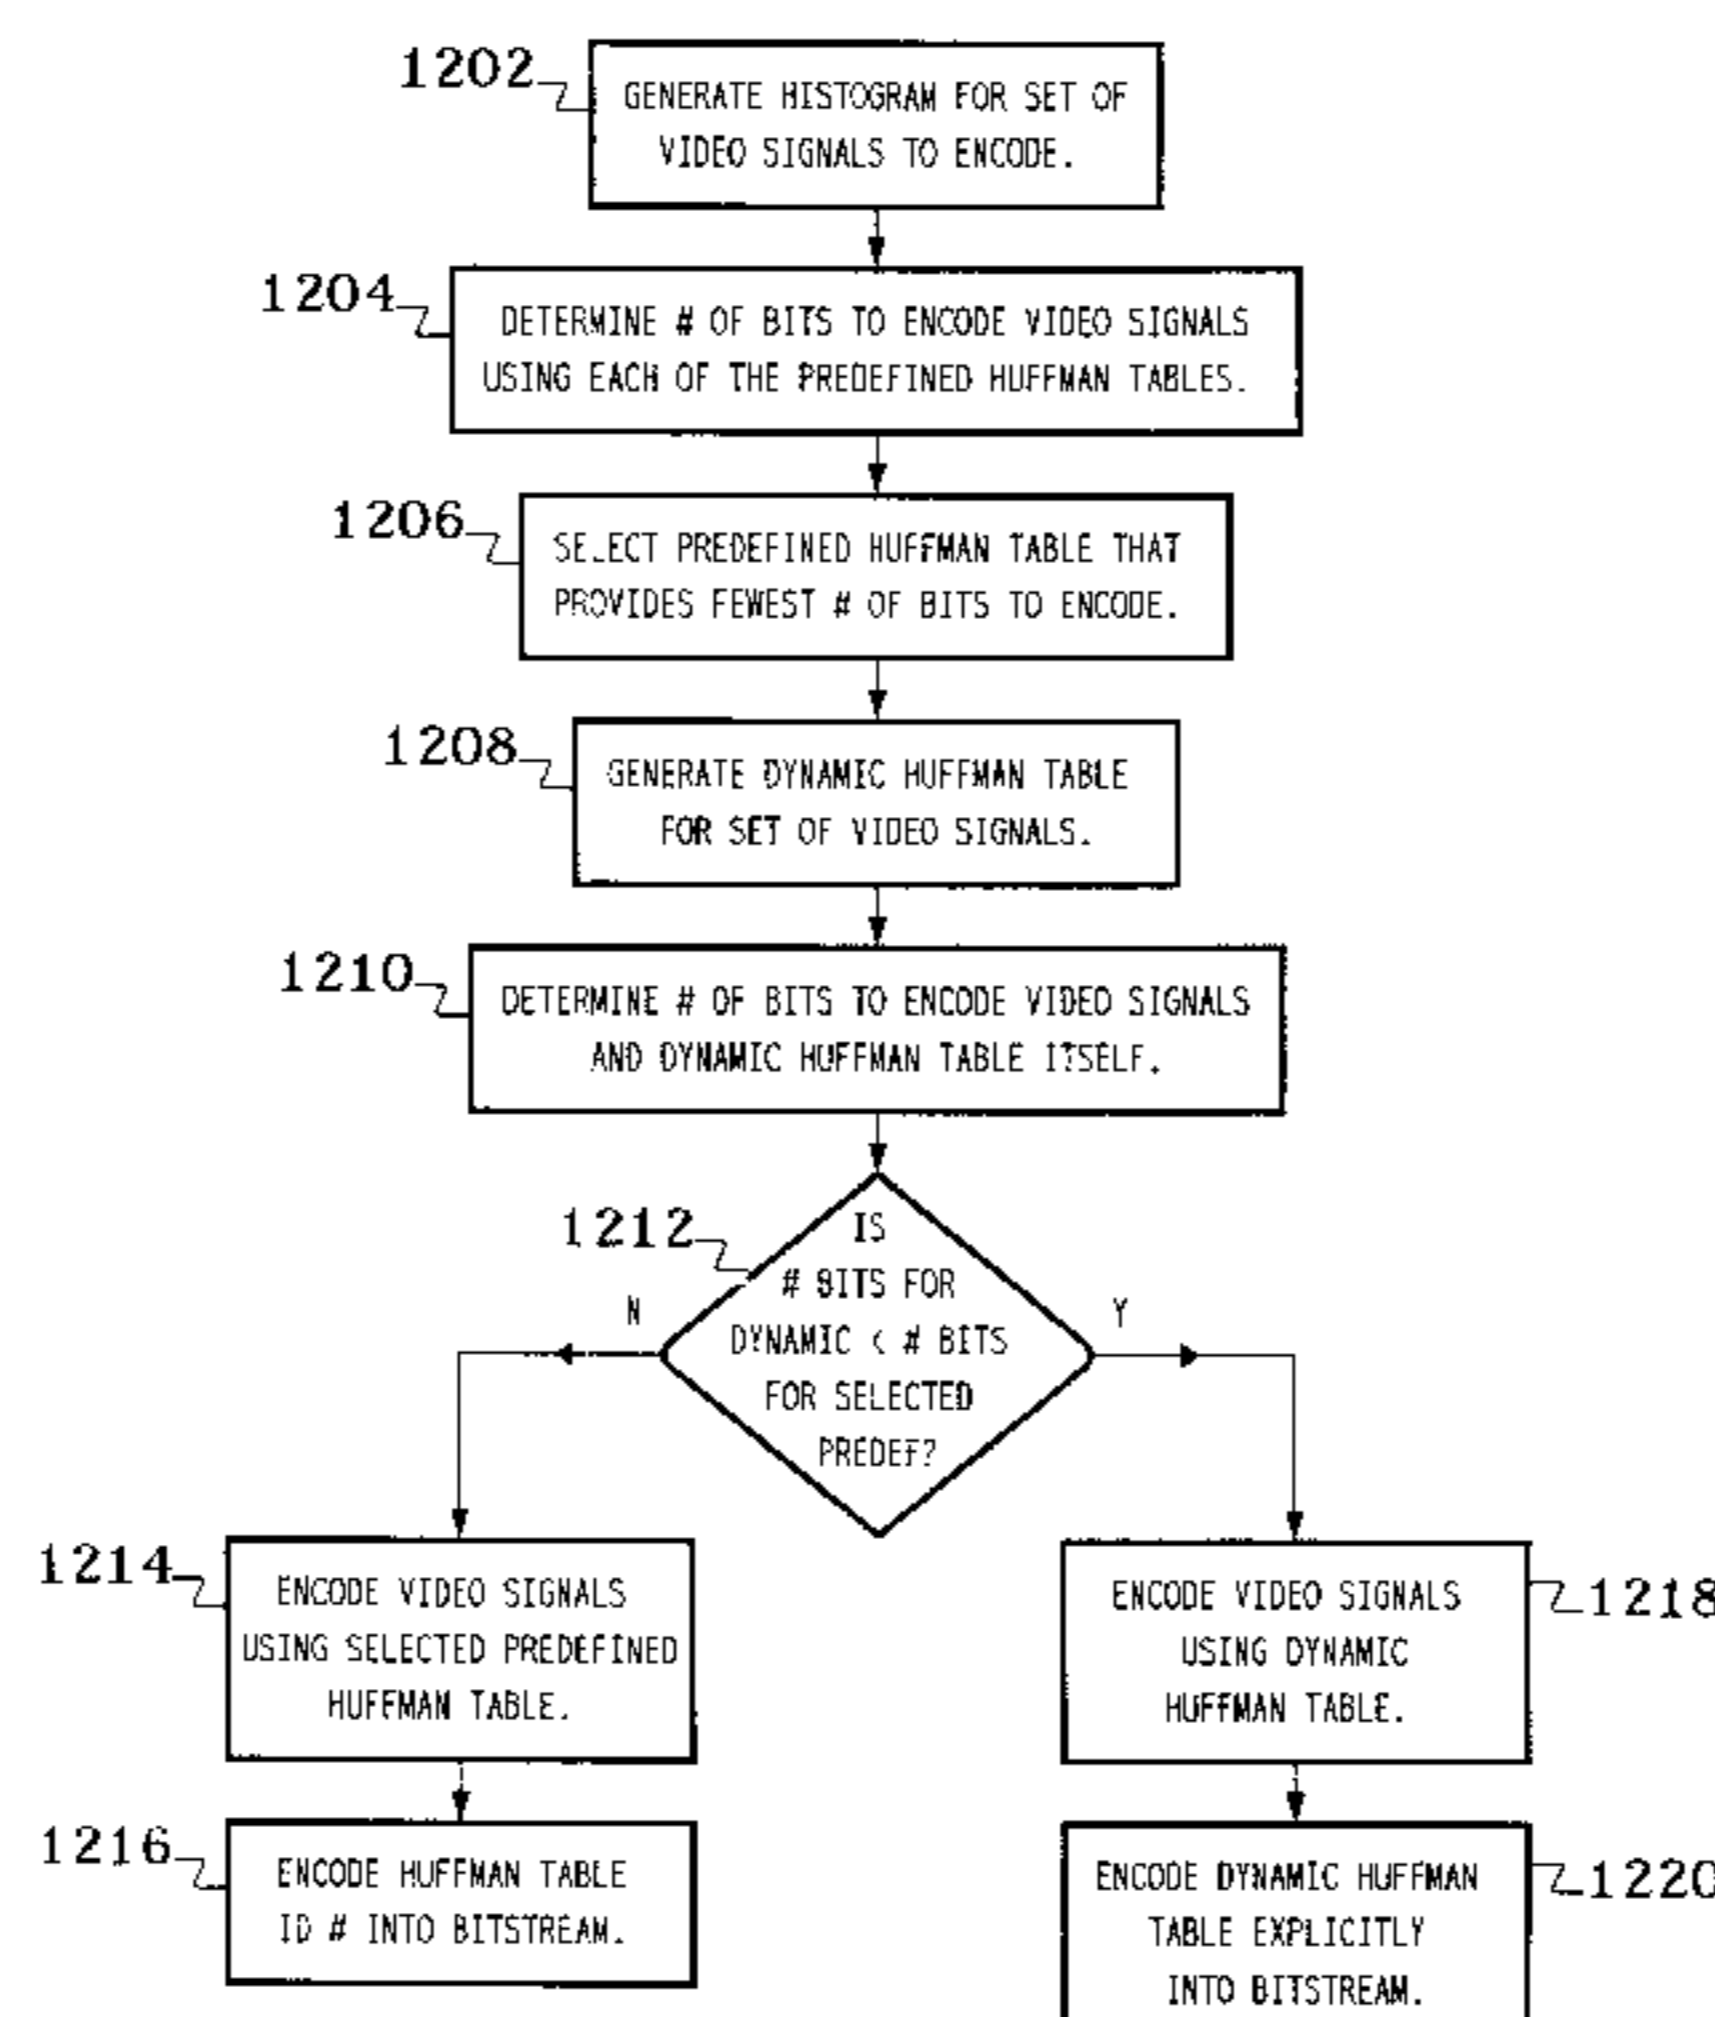 1202
GENERATE HISTOGRAM FOR SET OF
VIDEO SIGNALS TO ENCODE.
1204
DETERMINE # OF BITS TO ENCODE VIDEO SIGNALS
USING EACH OF THE PREDEFINED HUFFMAN TABLES.
1206
SELECT PREDEFINED HUFFMAN TABLE THAT
PROVIDES FEWEST # OF BITS TO ENCODE.
1208
GENERATE DYNAMIC HUFFMAN TABLE
FOR SET OF VIDEO SIGNALS.
1210
DETERMINE # OF BITS TO ENCODE VIDEO SIGNALS
AND DYNAMIC HUFFMAN TABLE ITSELF.
1212
IS
# BITS FOR
DYNAMIC < # BITS
FOR SELECTED
PREDEF?
N
Y
1214
ENCODE VIDEO SIGNALS
USING SELECTED PREDEFINED
HUFFMAN TABLE.
1218
ENCODE VIDEO SIGNALS
USING DYNAMIC
HUFFMAN TABLE.
1216
ENCODE HUFFMAN TABLE
ID # INTO BITSTREAM.
1220
ENCODE DYNAMIC HUFFMAN
TABLE EXPLICITLY
INTO BITSTREAM.